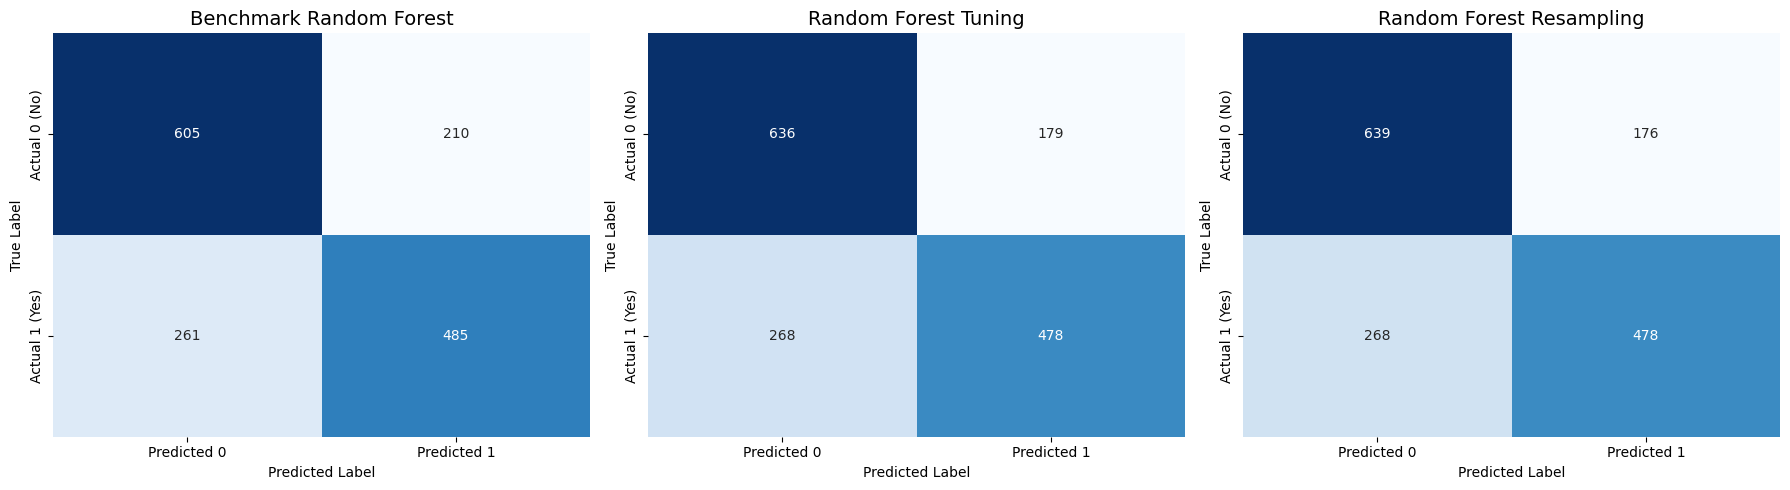 Benchmark Random Forest
True Label
Actual 0 (No)
Actual 1 (Yes)
605 210
261 485
Predicted 0 Predicted 1
Predicted Label
Random Forest Tuning
True Label
Actual 0 (No)
Actual 1 (Yes)
636 179
268 478
Predicted 0 Predicted 1
Predicted Label
Random Forest Resampling
True Label
Actual 0 (No)
Actual 1 (Yes)
639 176
268 478
Predicted 0 Predicted 1
Predicted Label